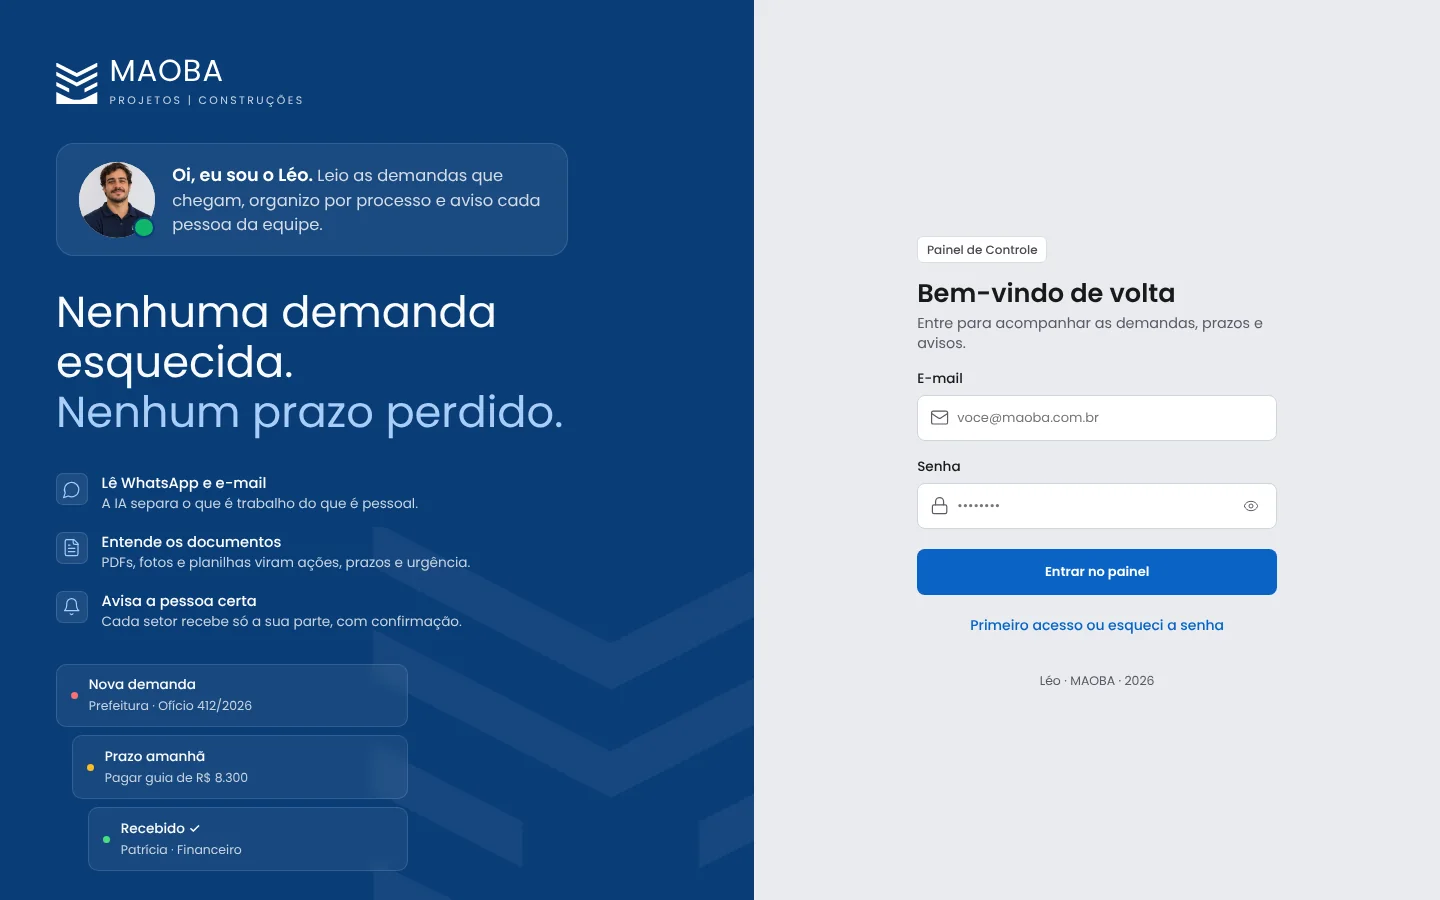 MAOBA
PROJETOS | CONSTRUÇÕES
Oi, eu sou o Léo. Leio as demandas que
chegam, organizo por processo e aviso cada
pessoa da equipe.
Nenhuma demanda
esquecida.
Nenhum prazo perdido.
Lê WhatsApp e e-mail
A IA separa o que é trabalho do que é pessoal.
Entende os documentos
PDFs, fotos e planilhas viram ações, prazos e urgência.
Avisa a pessoa certa
Cada setor recebe só a sua parte, com confirmação.
Nova demanda
Prefeitura · Ofício 412/2026
Prazo amanhã
Pagar guia de R$ 8.300
Recebido ✓
Patrícia · Financeiro
Painel de Controle
Bem-vindo de volta
Entre para acompanhar as demandas, prazos e
avisos.
E-mail
voce@maoba.com.br
Senha
••••••••
Entrar no painel
Primeiro acesso ou esqueci a senha
Léo · MAOBA · 2026